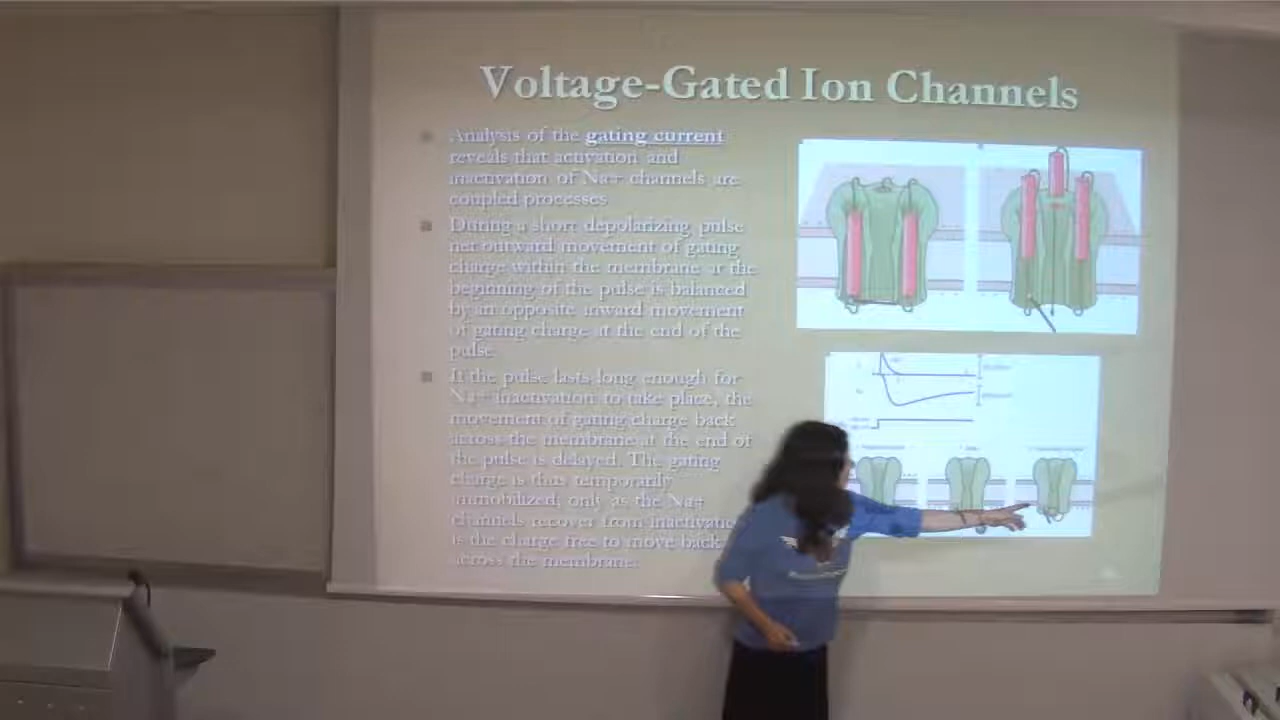 Voltage-Gated Ion Channels
Analysis of the gating current
reveals that activation and
inactivation of Na+ channels are
coupled processes
During a short depolarizing pulse
net outward movement of gating
charge within the membrane at the
beginning of the pulse is balanced
by an opposite inward movement
of gating charge at the end of the
pulse
If the pulse lasts long enough for
Na+ inactivation to take place, the
movement of gating charge back
across the membrane at the end of
the pulse is delayed. The gating
charge is thus temporarily
immobilized; only as the Na+
channels recover from inactivation
is the charge free to move back
across the membrane.